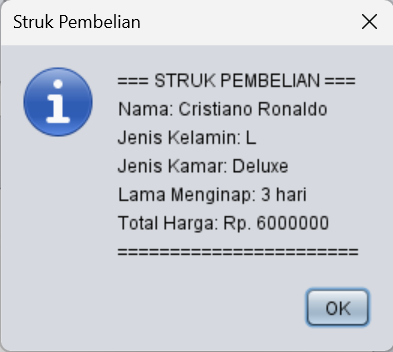 Struk Pembelian
=== STRUK PEMBELIAN ===
Nama: Cristiano Ronaldo
Jenis Kelamin: L
Jenis Kamar: Deluxe
Lama Menginap: 3 hari
Total Harga: Rp. 6000000
=======================
OK